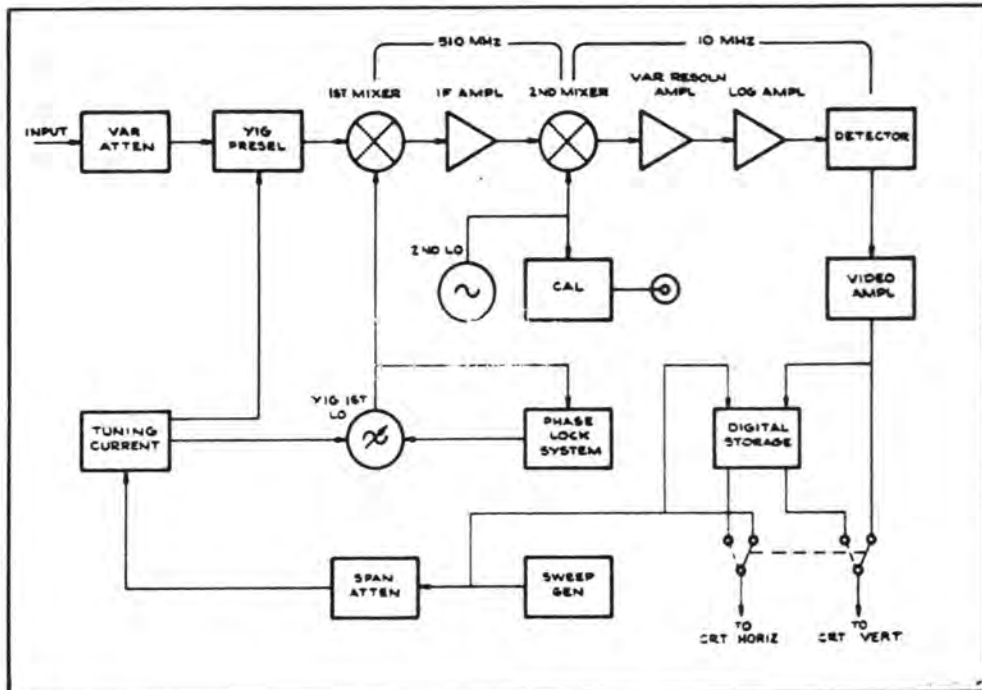 510 MHZ
10 MHZ
1ST MIXER
IF AMPL
2ND MIXER
VAR RESOLN
AMPL
LOG AMPL
INPUT
VAR
ATTEN
YIG
PRESEL
DETECTOR
2ND LO
CAL
VIDEO
AMPL
YIG 1ST
LO
TUNING
CURRENT
PHASE
LOCK
SYSTEM
DIGITAL
STORAGE
SPAN
ATTEN
SWEEP
GEN
TO
CRT HORIZ
TO
CRT VERT